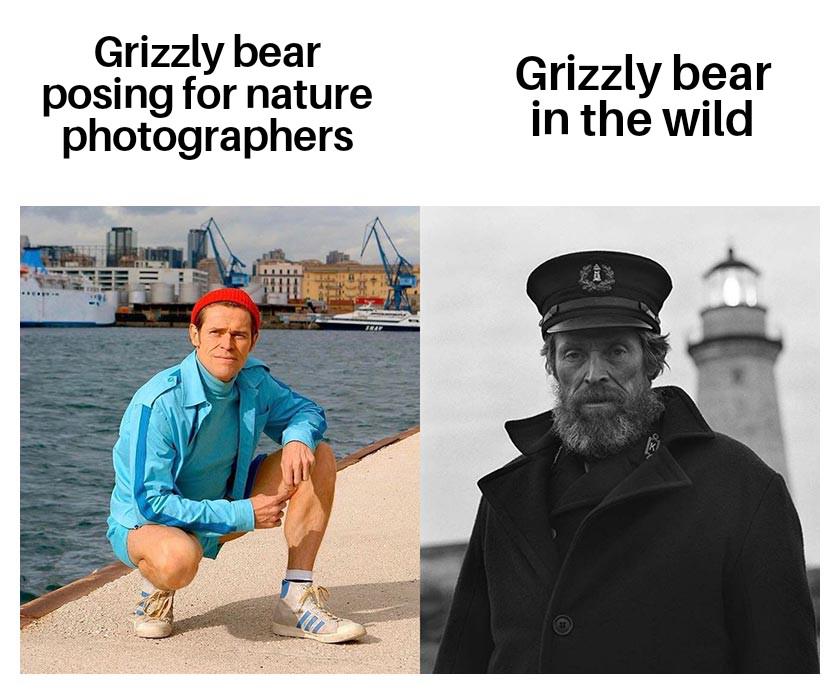 Grizzly bear
posing for nature
photographers
Grizzly bear
in the wild